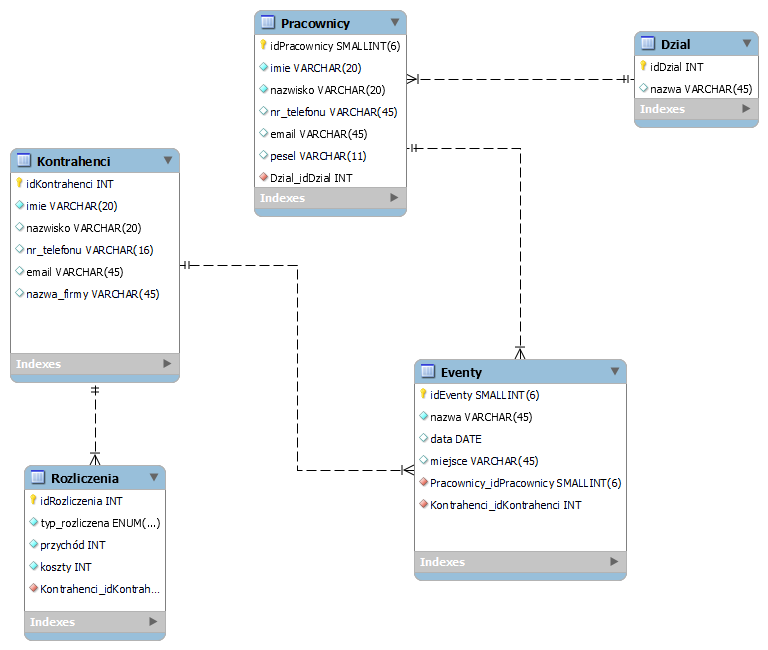 Pracownicy
idPracownicy SMALLINT(6)
imie VARCHAR(20)
nazwisko VARCHAR(20)
nr_telefonu VARCHAR(45)
email VARCHAR(45)
pesel VARCHAR(11)
Dzial_idDzial INT
Indexes
Dzial
idDzial INT
nazwa VARCHAR(45)
Indexes
Kontrahenci
idKontrahenci INT
imie VARCHAR(20)
nazwisko VARCHAR(20)
nr_telefonu VARCHAR(16)
email VARCHAR(45)
nazwa_firmy VARCHAR(45)
Indexes
Eventy
idEventy SMALLINT(6)
nazwa VARCHAR(45)
data DATE
miejsce VARCHAR(45)
Pracownicy_idPracownicy SMALLINT(6)
Kontrahenci_idKontrahenci INT
Indexes
Rozliczenia
idRozliczenia INT
typ_rozliczena ENUM(...)
przychód INT
koszty INT
Kontrahenci_idKontrah...
Indexes